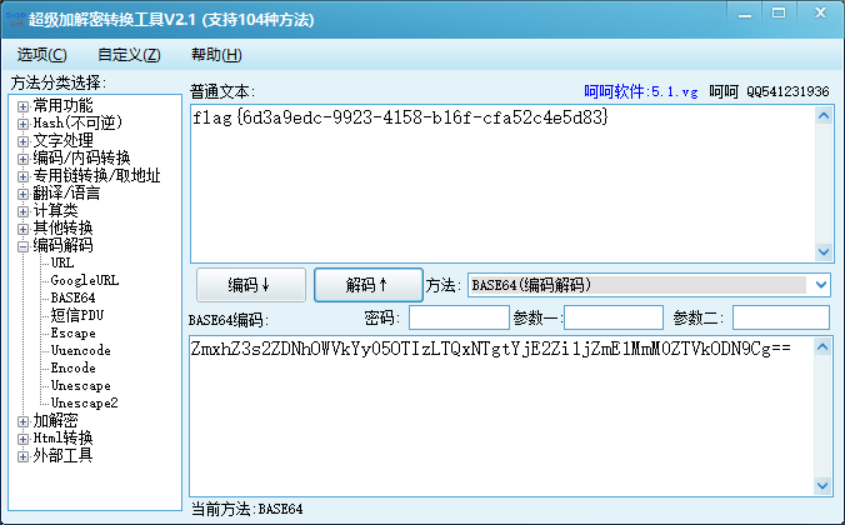 超级加解密转换工具V2.1 (支持104种方法)
选项(C) 自定义(Z) 帮助(H)
方法分类选择:
常用功能
Hash(不可逆)
文字处理
编码/内码转换
专用链转换/取地址
翻译/语言
计算类
其他转换
编码解码
URL
GoogleURL
BASE64
短信PDU
Escape
Uuencode
Encode
Unescape
Unescape2
加解密
Html转换
外部工具
普通文本:
呵呵软件:5.1.vg 呵呵 QQ541231936
flag{6d3a9edc-9923-4158-b16f-cfa52c4e5d83}
编码↓ 解码↑ 方法: BASE64(编码解码)
BASE64编码: 密码: 参数一: 参数二:
ZmxhZ3s2ZDNhOWVkYy05OTIzLTQxNTgtYjE2Zi1jZmE1MmM0ZTVkODN9Cg==
当前方法:BASE64